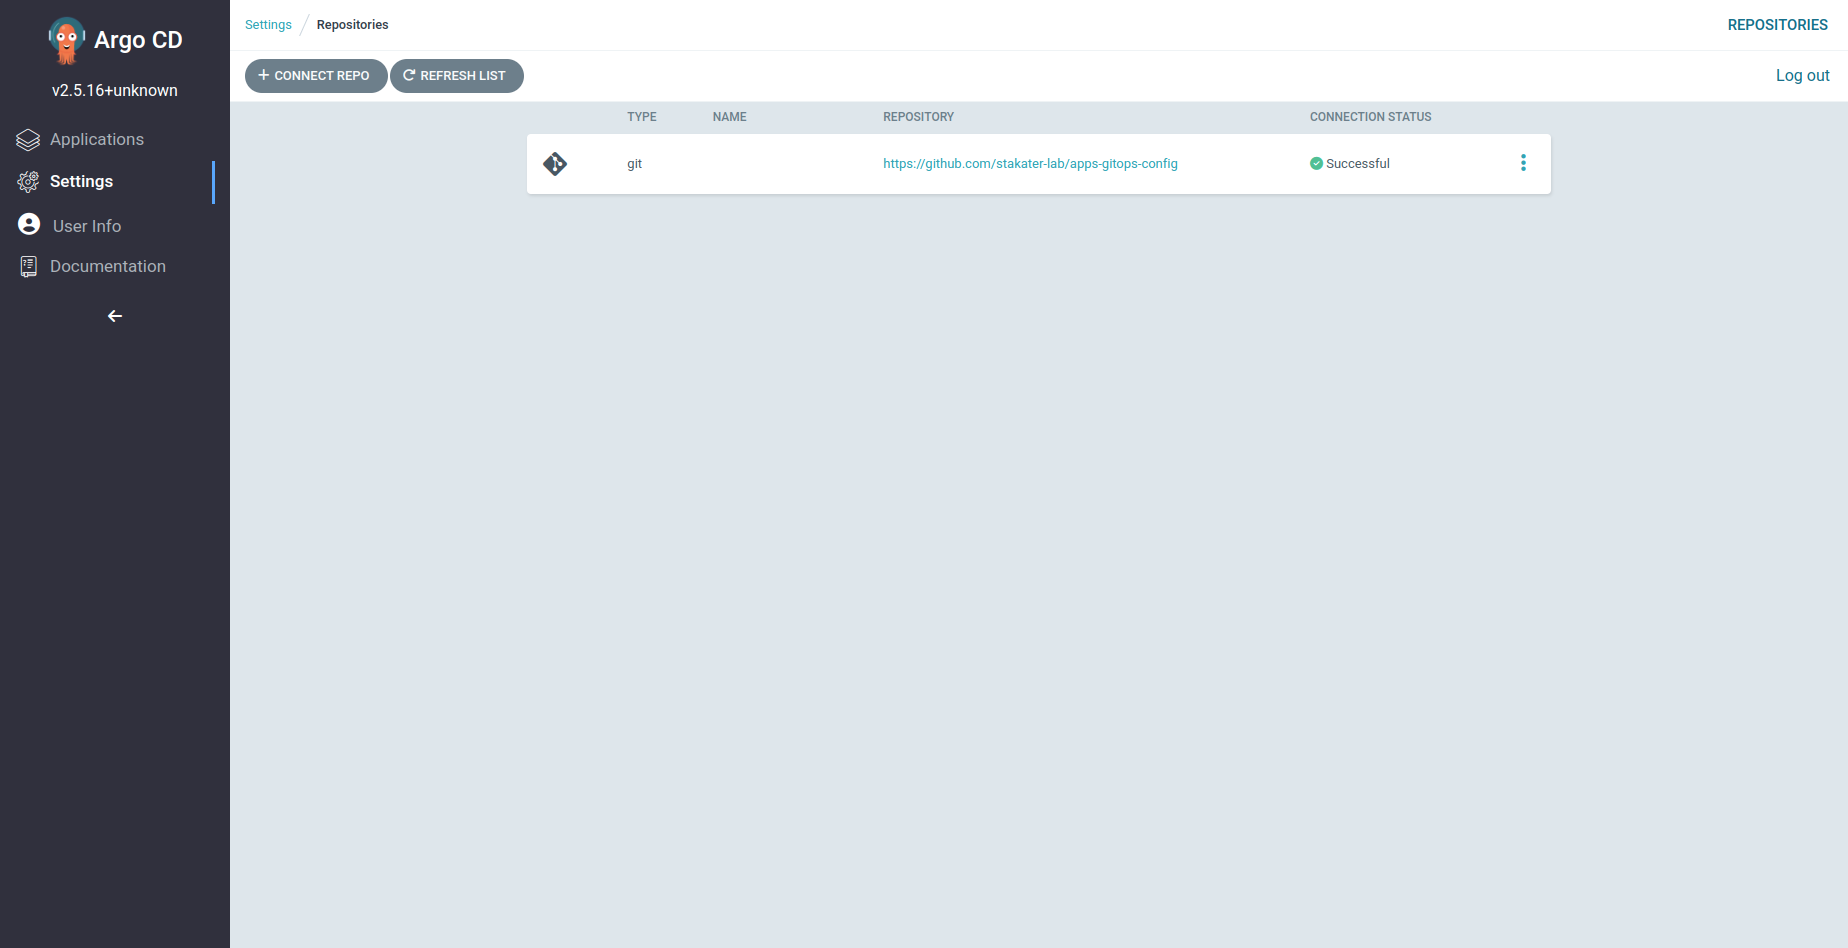 Argo CD
v2.5.16+unknown
Applications
Settings
User Info
Documentation
Settings / Repositories
REPOSITORIES
CONNECT REPO
REFRESH LIST
Log out
TYPE NAME REPOSITORY CONNECTION STATUS
git https://github.com/stakater-lab/apps-gitops-config Successful